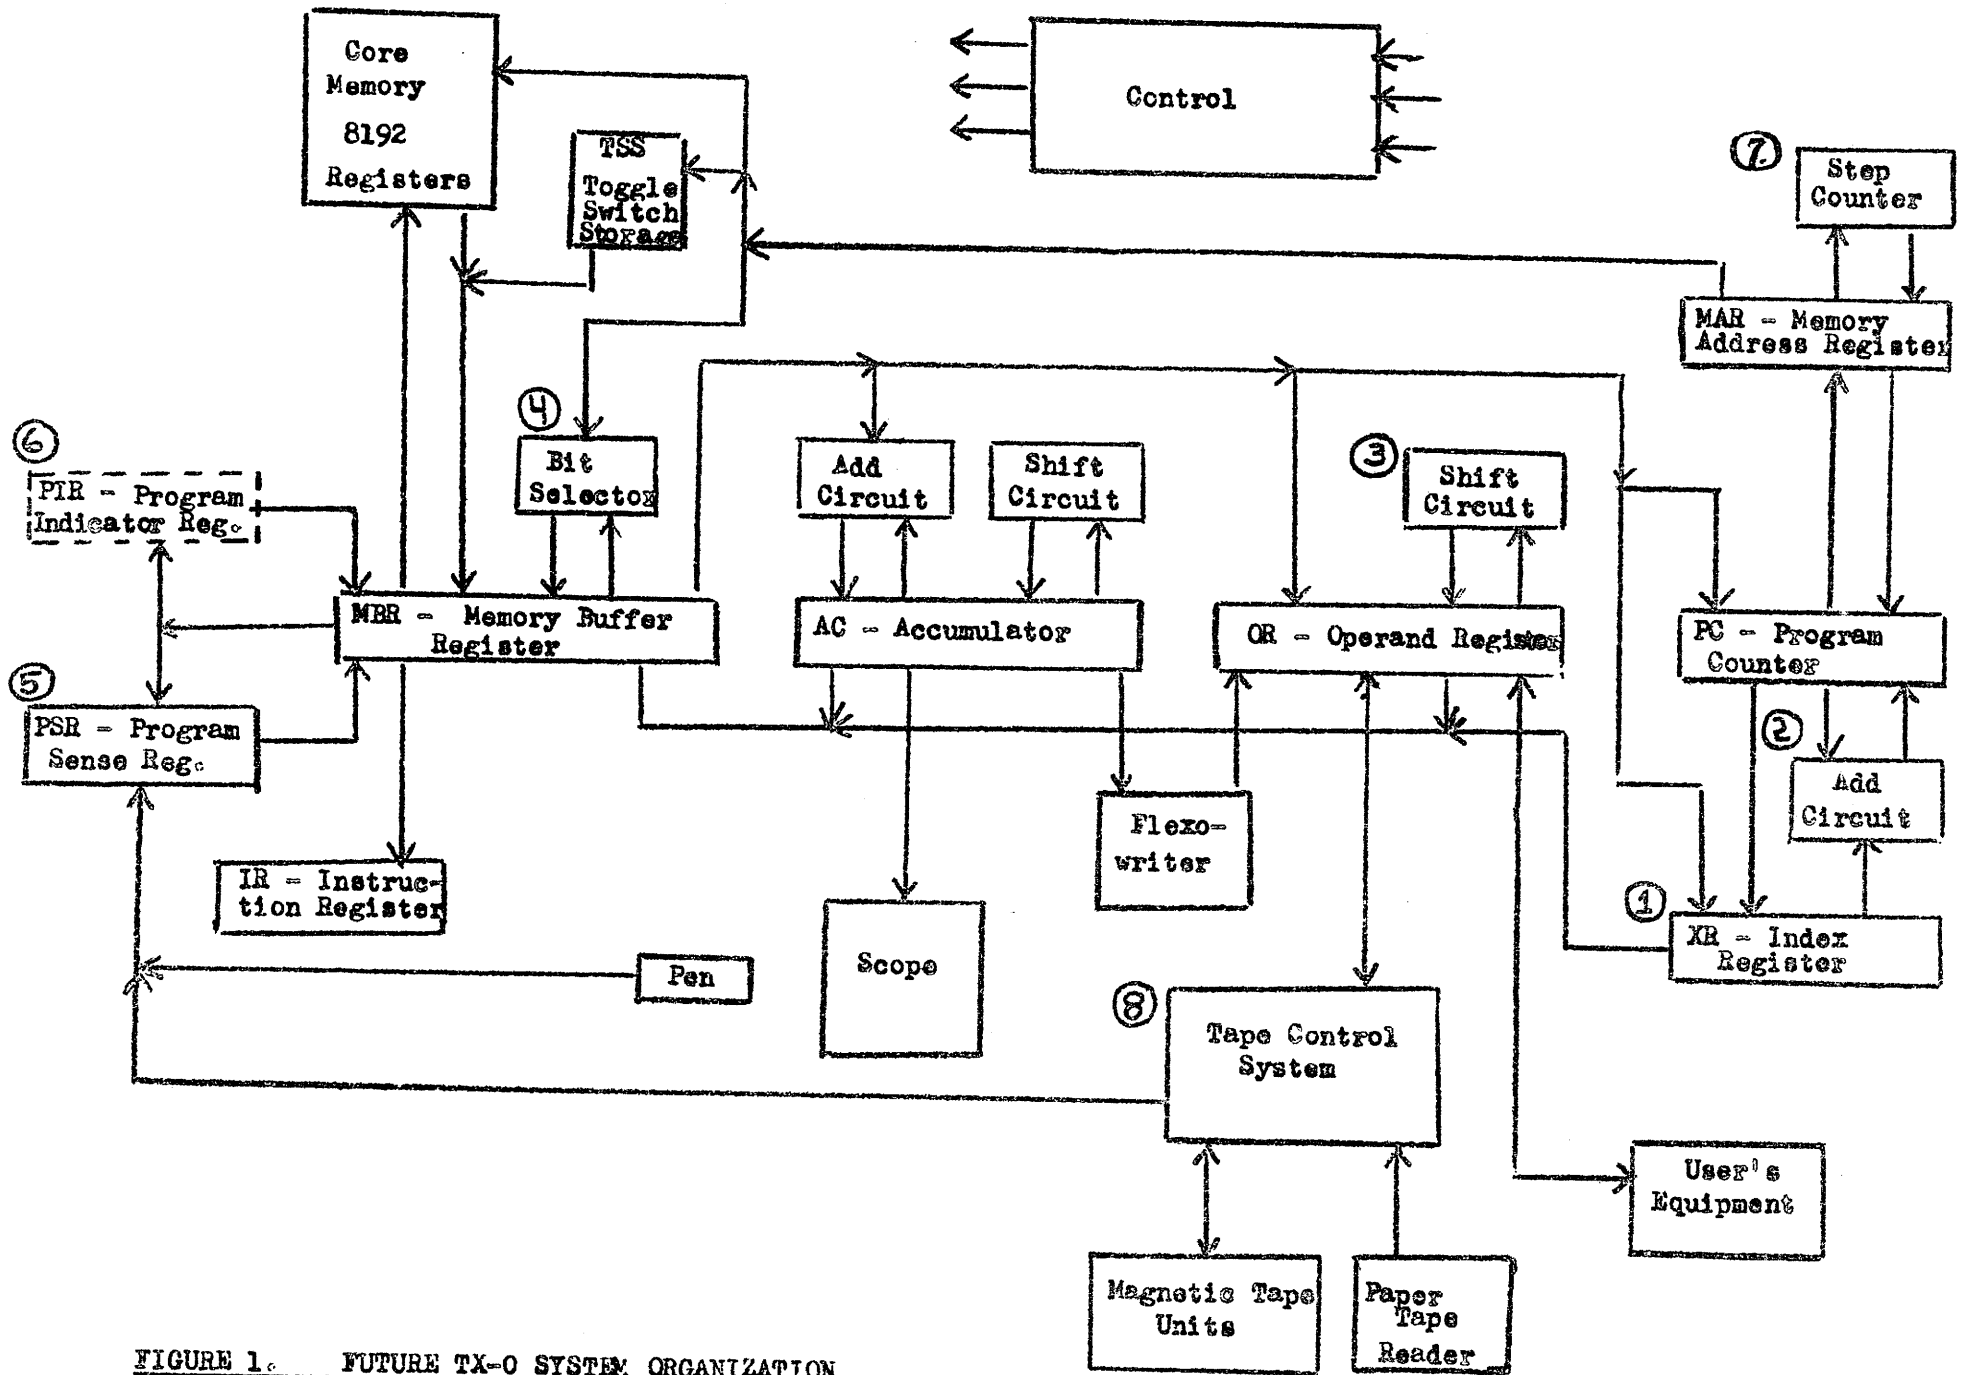 Core
Memory
8192
Registers
TSS
Toggle
Switch
Storage
Control
7
Step
Counter
MAR - Memory
Address Register
4
Bit
Selector
Add
Circuit
Shift
Circuit
3
Shift
Circuit
6
PIR - Program
Indicator Reg.
MBR - Memory Buffer
Register
AC - Accumulator
OR - Operand Register
PC - Program
Counter
5
PSR - Program
Sense Reg.
2
Add
Circuit
Flexo-
writer
IR - Instruc-
tion Register
1
XR - Index
Register
Scope
Pen
8
Tape Control
System
User's
Equipment
Magnetic Tape
Units
Paper
Tape
Reader
FIGURE 1. FUTURE TX-0 SYSTEM ORGANIZATION